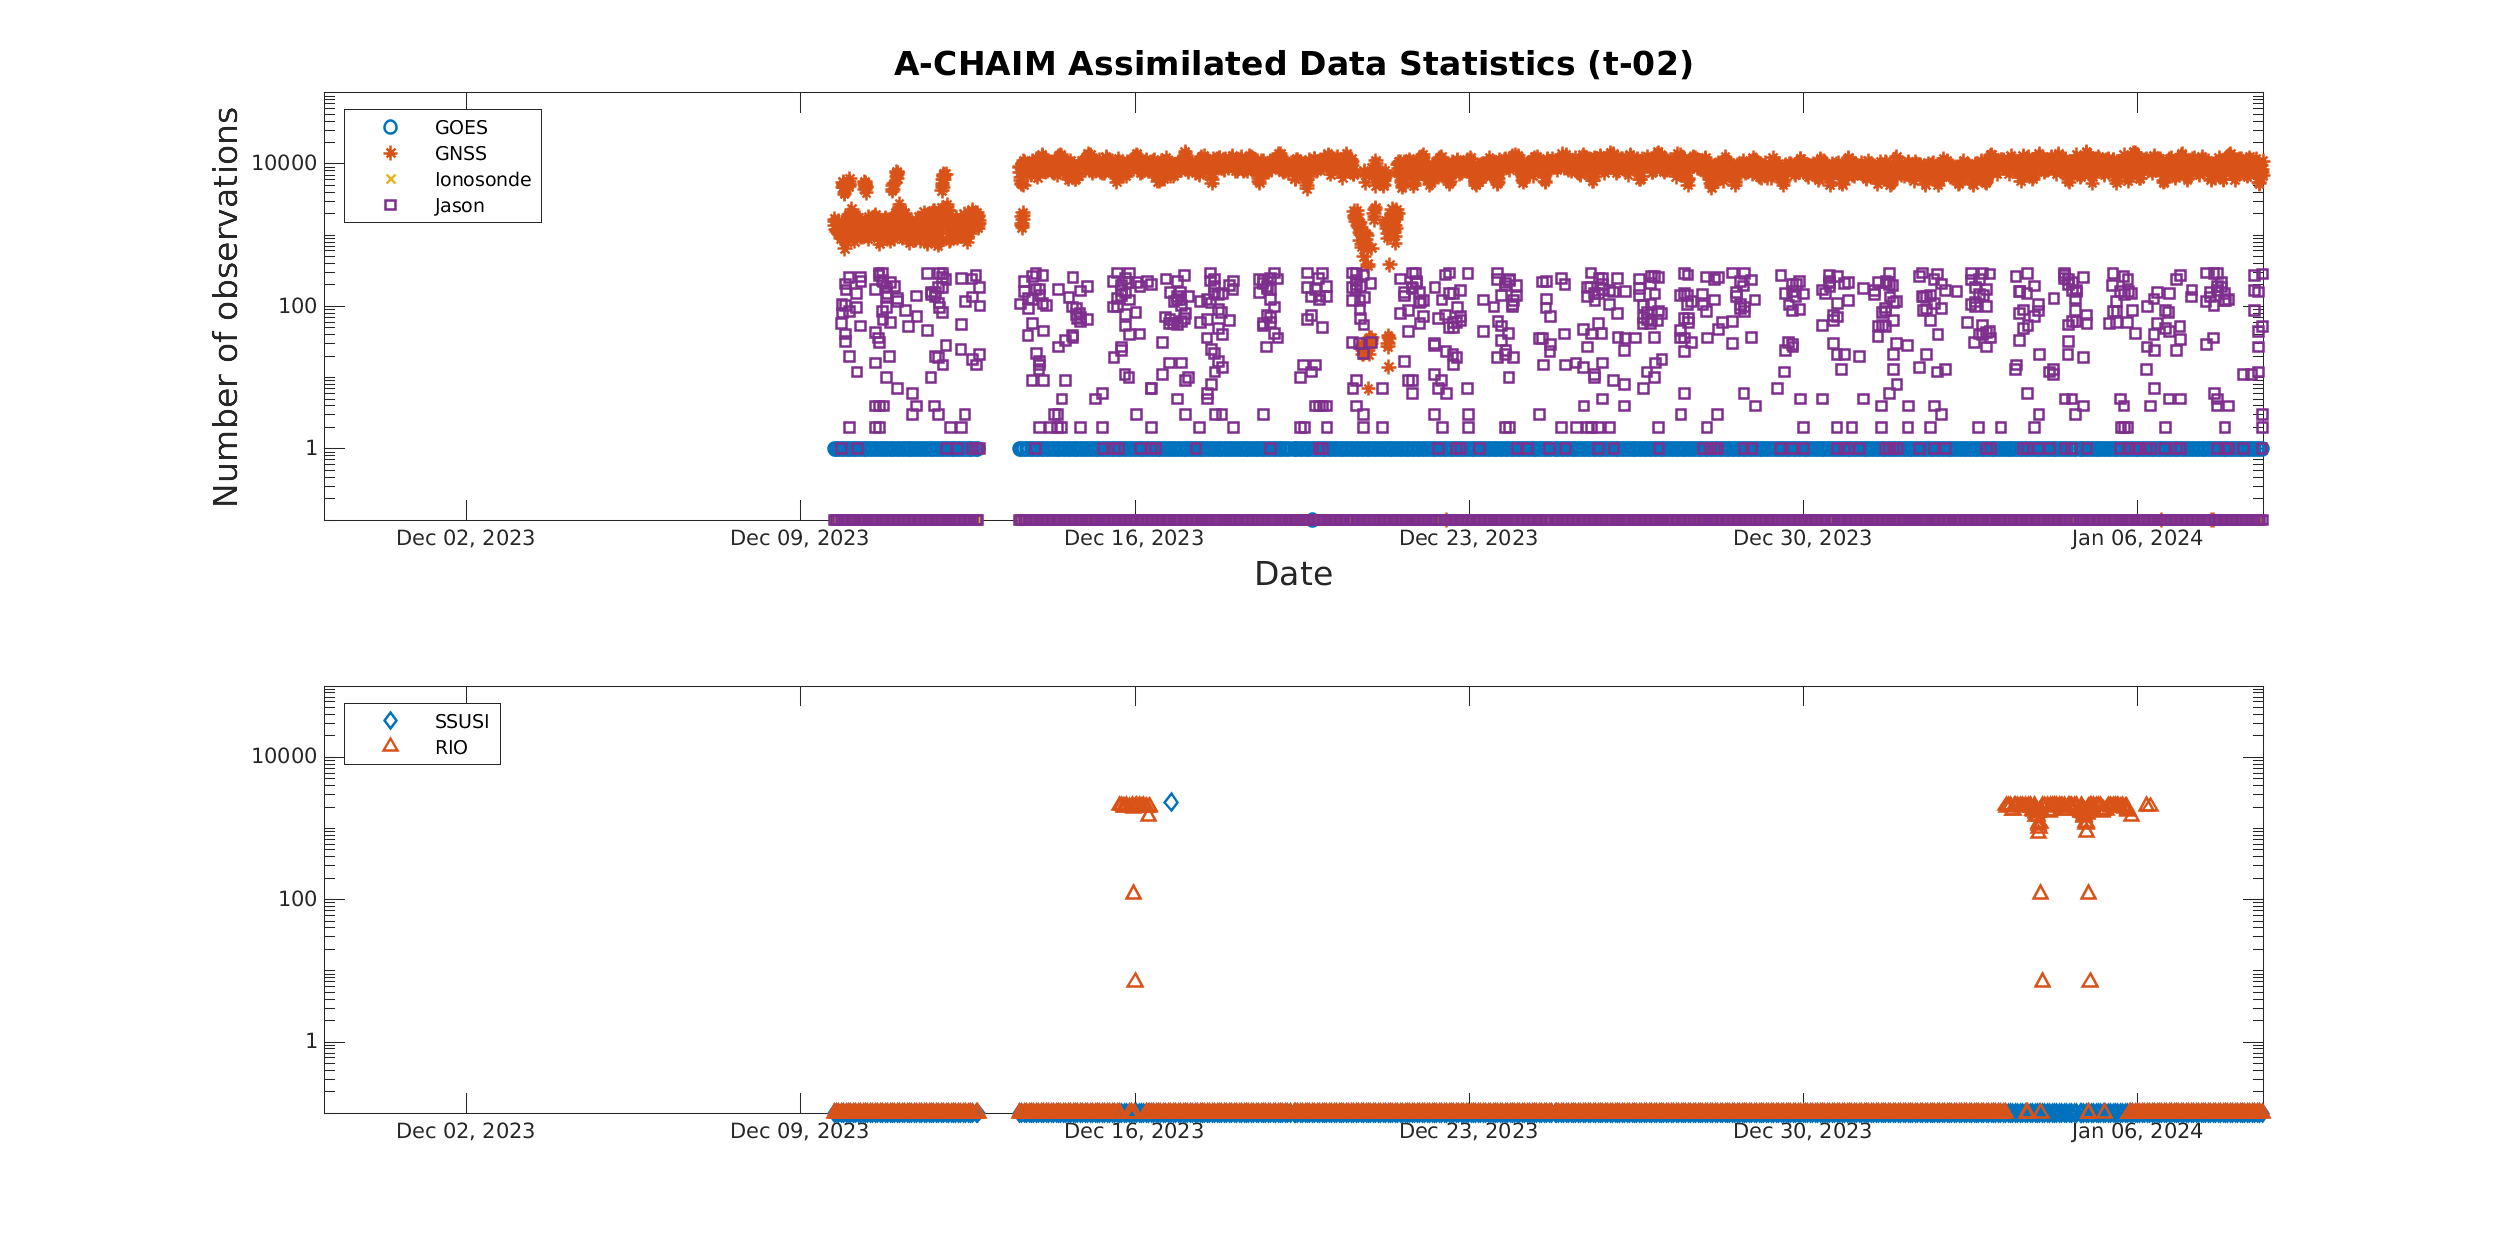 A-CHAIM Assimilated Data Statistics (t-02)
Number of observations
10000
100
1
GOES
GNSS
Ionosonde
Jason
Dec 02, 2023
Dec 09, 2023
Dec 16, 2023
Dec 23, 2023
Dec 30, 2023
Jan 06, 2024
Date
10000
100
1
SSUSI
RIO
Dec 02, 2023
Dec 09, 2023
Dec 16, 2023
Dec 23, 2023
Dec 30, 2023
Jan 06, 2024